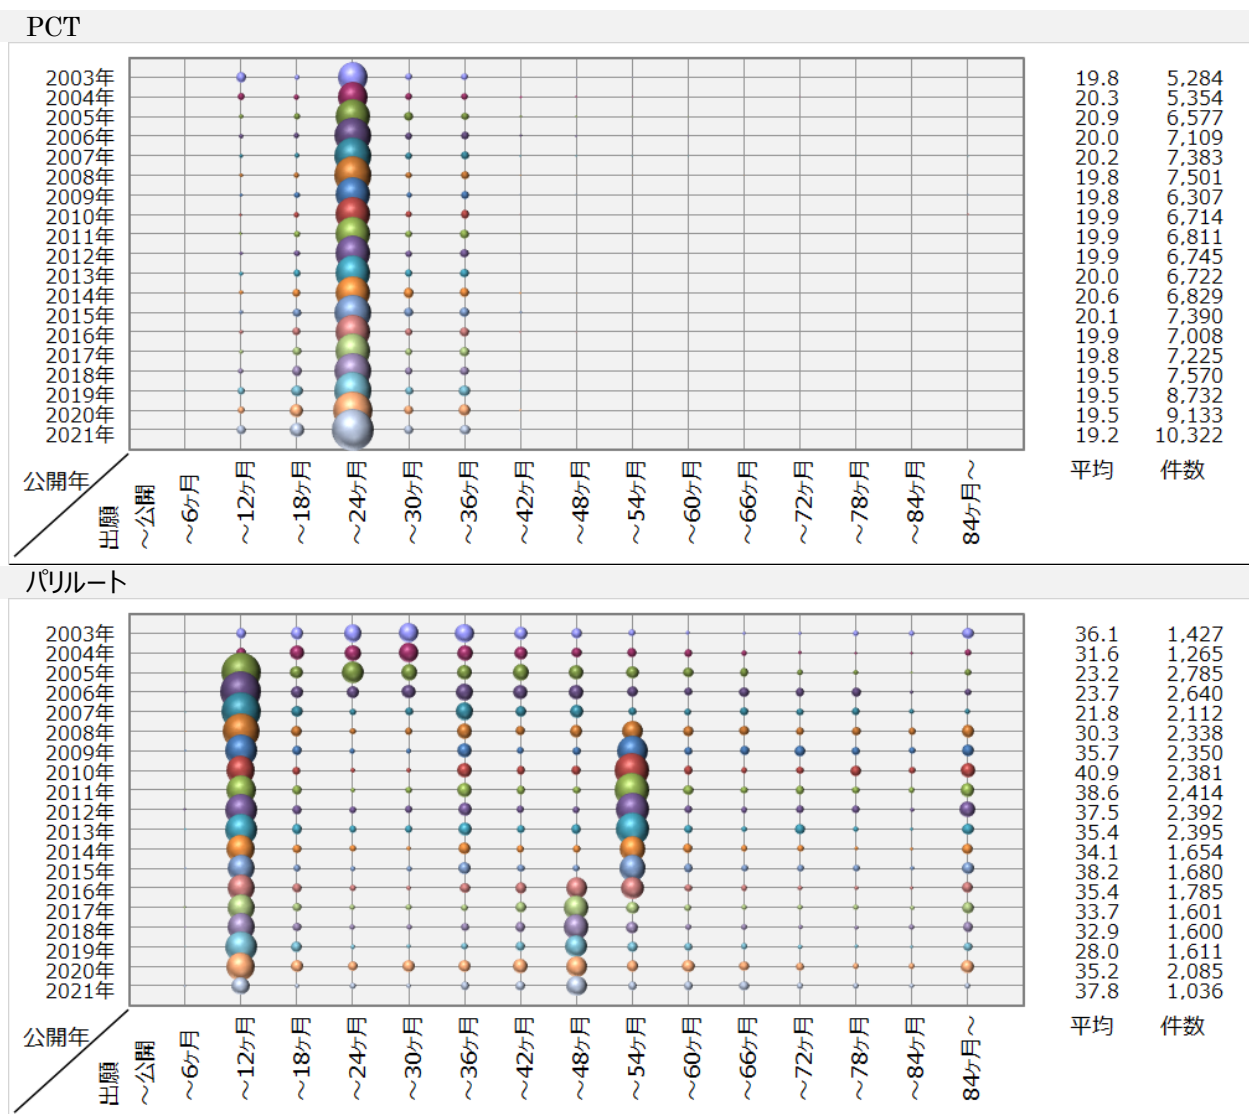 PCT
2003年 19.8 5,284
2004年 20.3 5,354
2005年 20.9 6,577
2006年 20.0 7,109
2007年 20.2 7,383
2008年 19.8 7,501
2009年 19.8 6,307
2010年 19.9 6,714
2011年 19.9 6,811
2012年 19.9 6,745
2013年 20.0 6,722
2014年 20.6 6,829
2015年 20.1 7,390
2016年 19.9 7,008
2017年 19.8 7,225
2018年 19.5 7,570
2019年 19.5 8,732
2020年 19.5 9,133
2021年 19.2 10,322
公開年 平均 件数
出願 ～公開 ～6ヶ月 ～12ヶ月 ～18ヶ月 ～24ヶ月 ～30ヶ月 ～36ヶ月 ～42ヶ月 ～48ヶ月 ～54ヶ月 ～60ヶ月 ～66ヶ月 ～72ヶ月 ～78ヶ月 ～84ヶ月 84ヶ月～
パリルート
2003年 36.1 1,427
2004年 31.6 1,265
2005年 23.2 2,785
2006年 23.7 2,640
2007年 21.8 2,112
2008年 30.3 2,338
2009年 35.7 2,350
2010年 40.9 2,381
2011年 38.6 2,414
2012年 37.5 2,392
2013年 35.4 2,395
2014年 34.1 1,654
2015年 38.2 1,680
2016年 35.4 1,785
2017年 33.7 1,601
2018年 32.9 1,600
2019年 28.0 1,611
2020年 35.2 2,085
2021年 37.8 1,036
公開年 平均 件数
出願 ～公開 ～6ヶ月 ～12ヶ月 ～18ヶ月 ～24ヶ月 ～30ヶ月 ～36ヶ月 ～42ヶ月 ～48ヶ月 ～54ヶ月 ～60ヶ月 ～66ヶ月 ～72ヶ月 ～78ヶ月 ～84ヶ月 84ヶ月～